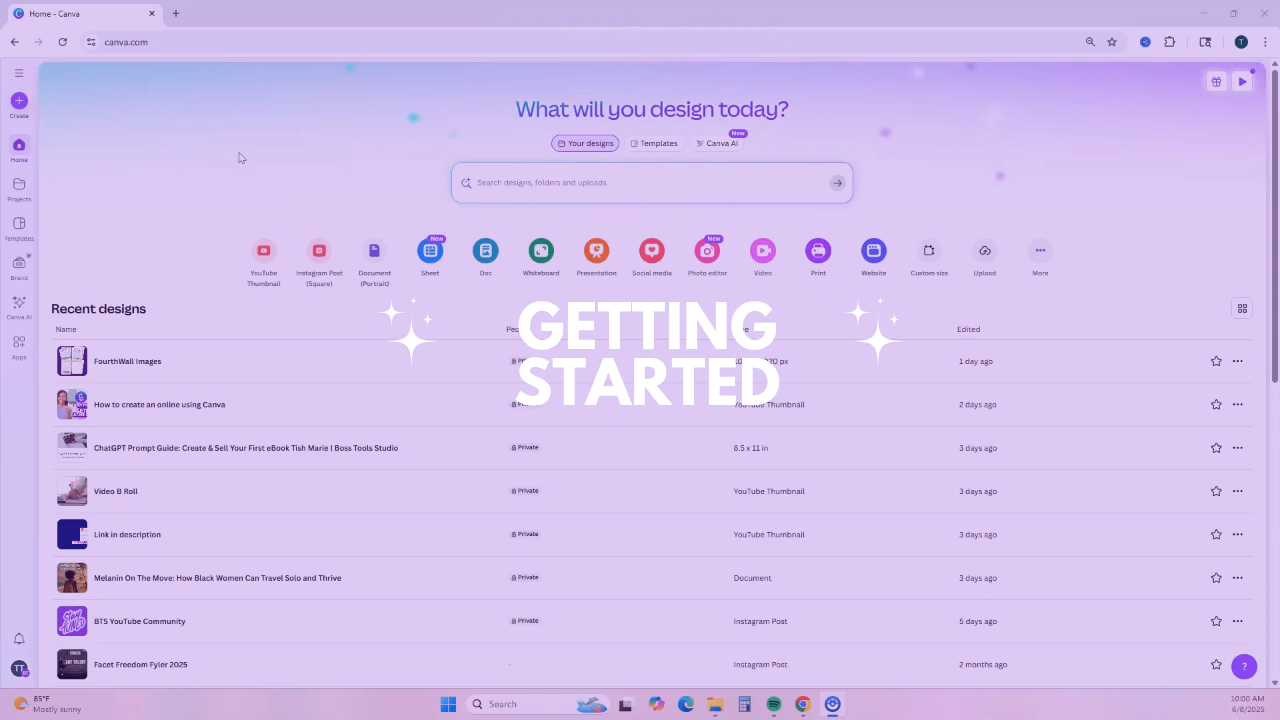 Home - Canva
canva.com
Create
Home
Projects
Templates
Brand
Canva AI
Apps
What will you design today?
Your designs
Templates
Canva AI
New
Search designs, folders and uploads
YouTube Thumbnail
Instagram Post (Square)
Document (Portrait)
New
Sheet
Doc
Whiteboard
Presentation
Social media
New
Photo editor
Video
Print
Website
Custom size
Upload
More
Recent designs
GETTING
STARTED
Name
Edited
FourthWall Images
1 day ago
How to create an online using Canva
YouTube Thumbnail
2 days ago
ChatGPT Prompt Guide: Create & Sell Your First eBook Tish Marie | Boss Tools Studio
Private
8.5 x 11 in
3 days ago
Video B Roll
Private
YouTube Thumbnail
3 days ago
Link in description
Private
YouTube Thumbnail
3 days ago
Melanin On The Move: How Black Women Can Travel Solo and Thrive
Private
Document
3 days ago
BTS YouTube Community
Private
Instagram Post
5 days ago
Facet Freedom Fyler 2025
Instagram Post
2 months ago
?
TT
T
85°F
Mostly sunny
Search
10:00 AM
6/8/2025